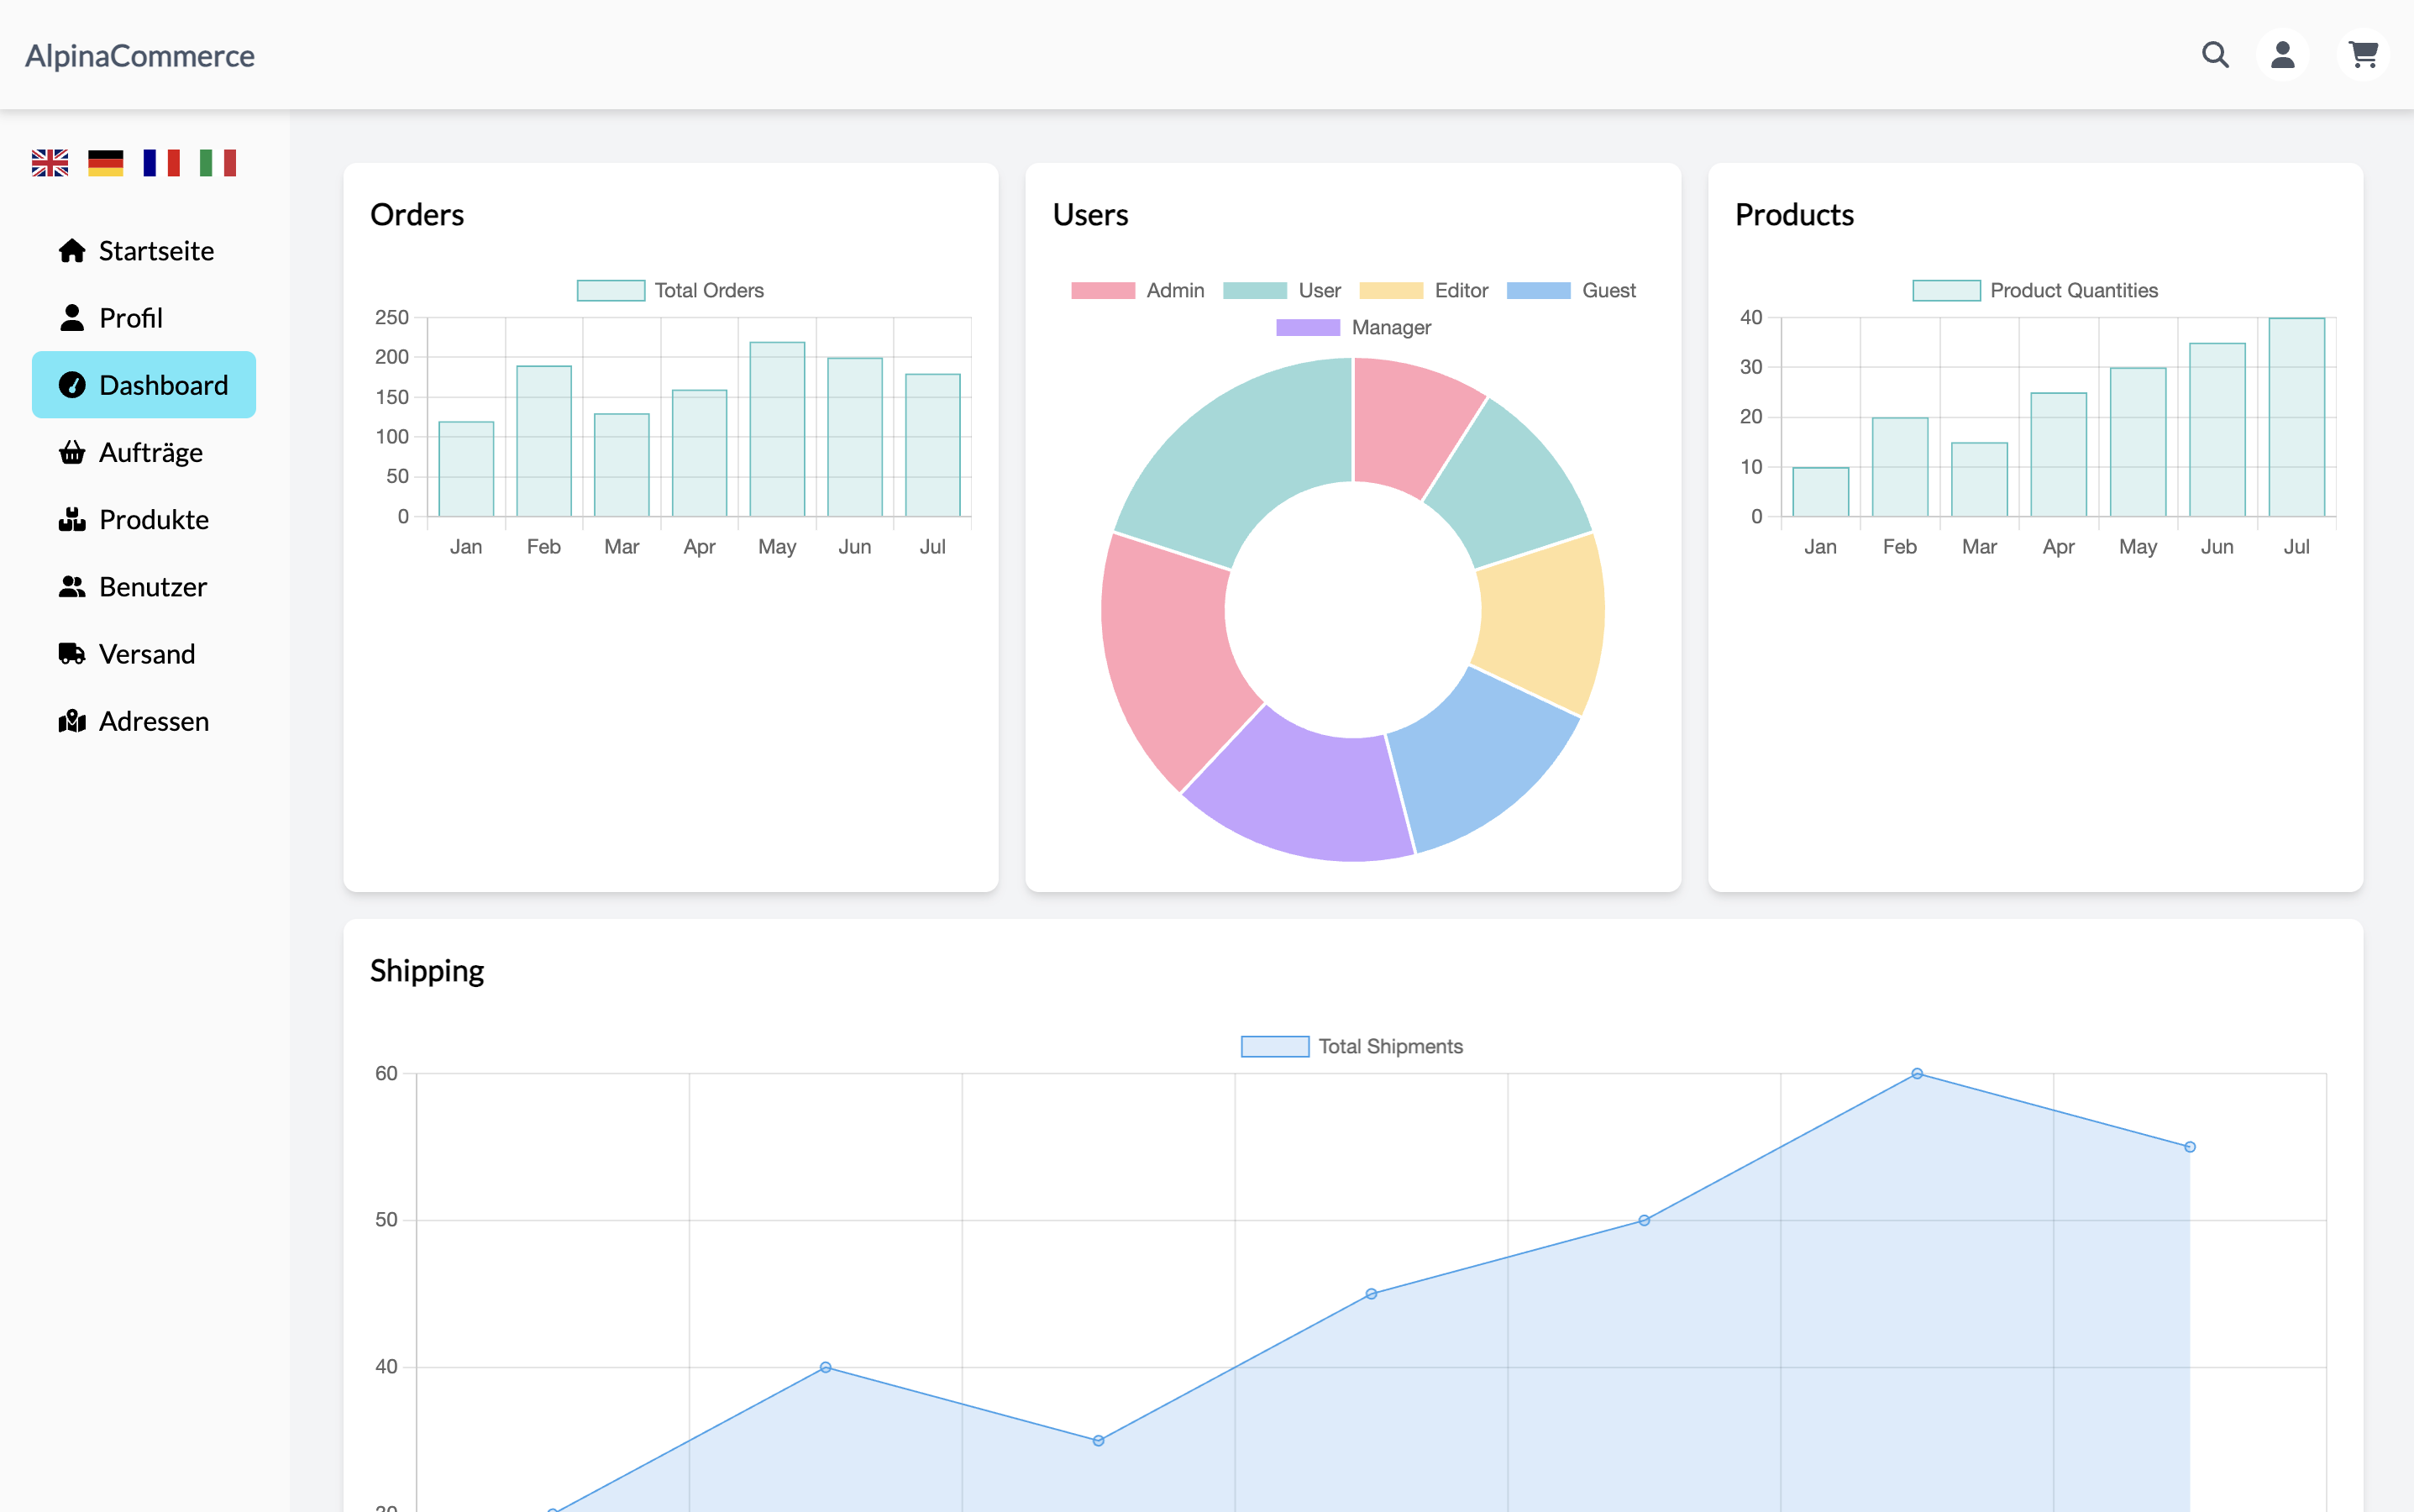 AlpinaCommerce
Startseite
Profil
Dashboard
Aufträge
Produkte
Benutzer
Versand
Adressen
Orders
Total Orders
250
200
150
100
50
0
Jan Feb Mar Apr May Jun Jul
Users
Admin User Editor Guest
Manager
Products
Product Quantities
40
30
20
10
0
Jan Feb Mar Apr May Jun Jul
Shipping
Total Shipments
60
50
40